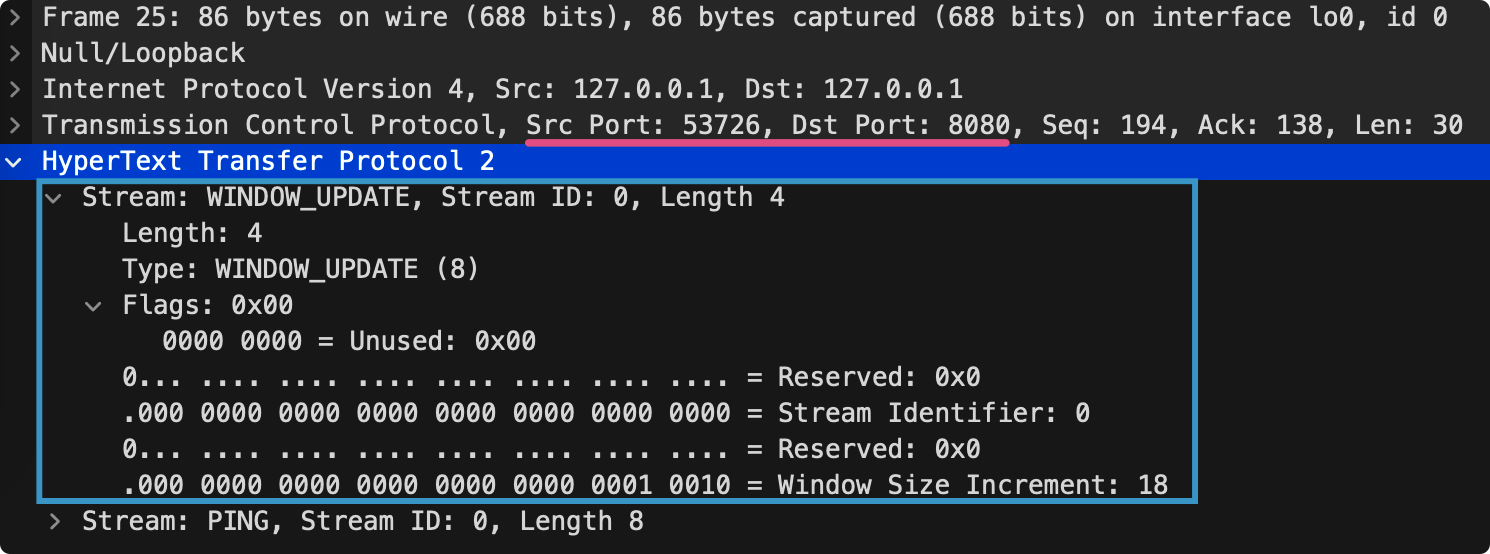 Frame 25: 86 bytes on wire (688 bits), 86 bytes captured (688 bits) on interface lo0, id 0
Null/Loopback
Internet Protocol Version 4, Src: 127.0.0.1, Dst: 127.0.0.1
Transmission Control Protocol, Src Port: 53726, Dst Port: 8080, Seq: 194, Ack: 138, Len: 30
HyperText Transfer Protocol 2
Stream: WINDOW_UPDATE, Stream ID: 0, Length 4
Length: 4
Type: WINDOW_UPDATE (8)
Flags: 0x00
0000 0000 = Unused: 0x00
0... .... .... .... .... .... .... .... = Reserved: 0x0
.000 0000 0000 0000 0000 0000 0000 0000 = Stream Identifier: 0
0... .... .... .... .... .... .... .... = Reserved: 0x0
.000 0000 0000 0000 0000 0000 0001 0010 = Window Size Increment: 18
Stream: PING, Stream ID: 0, Length 8